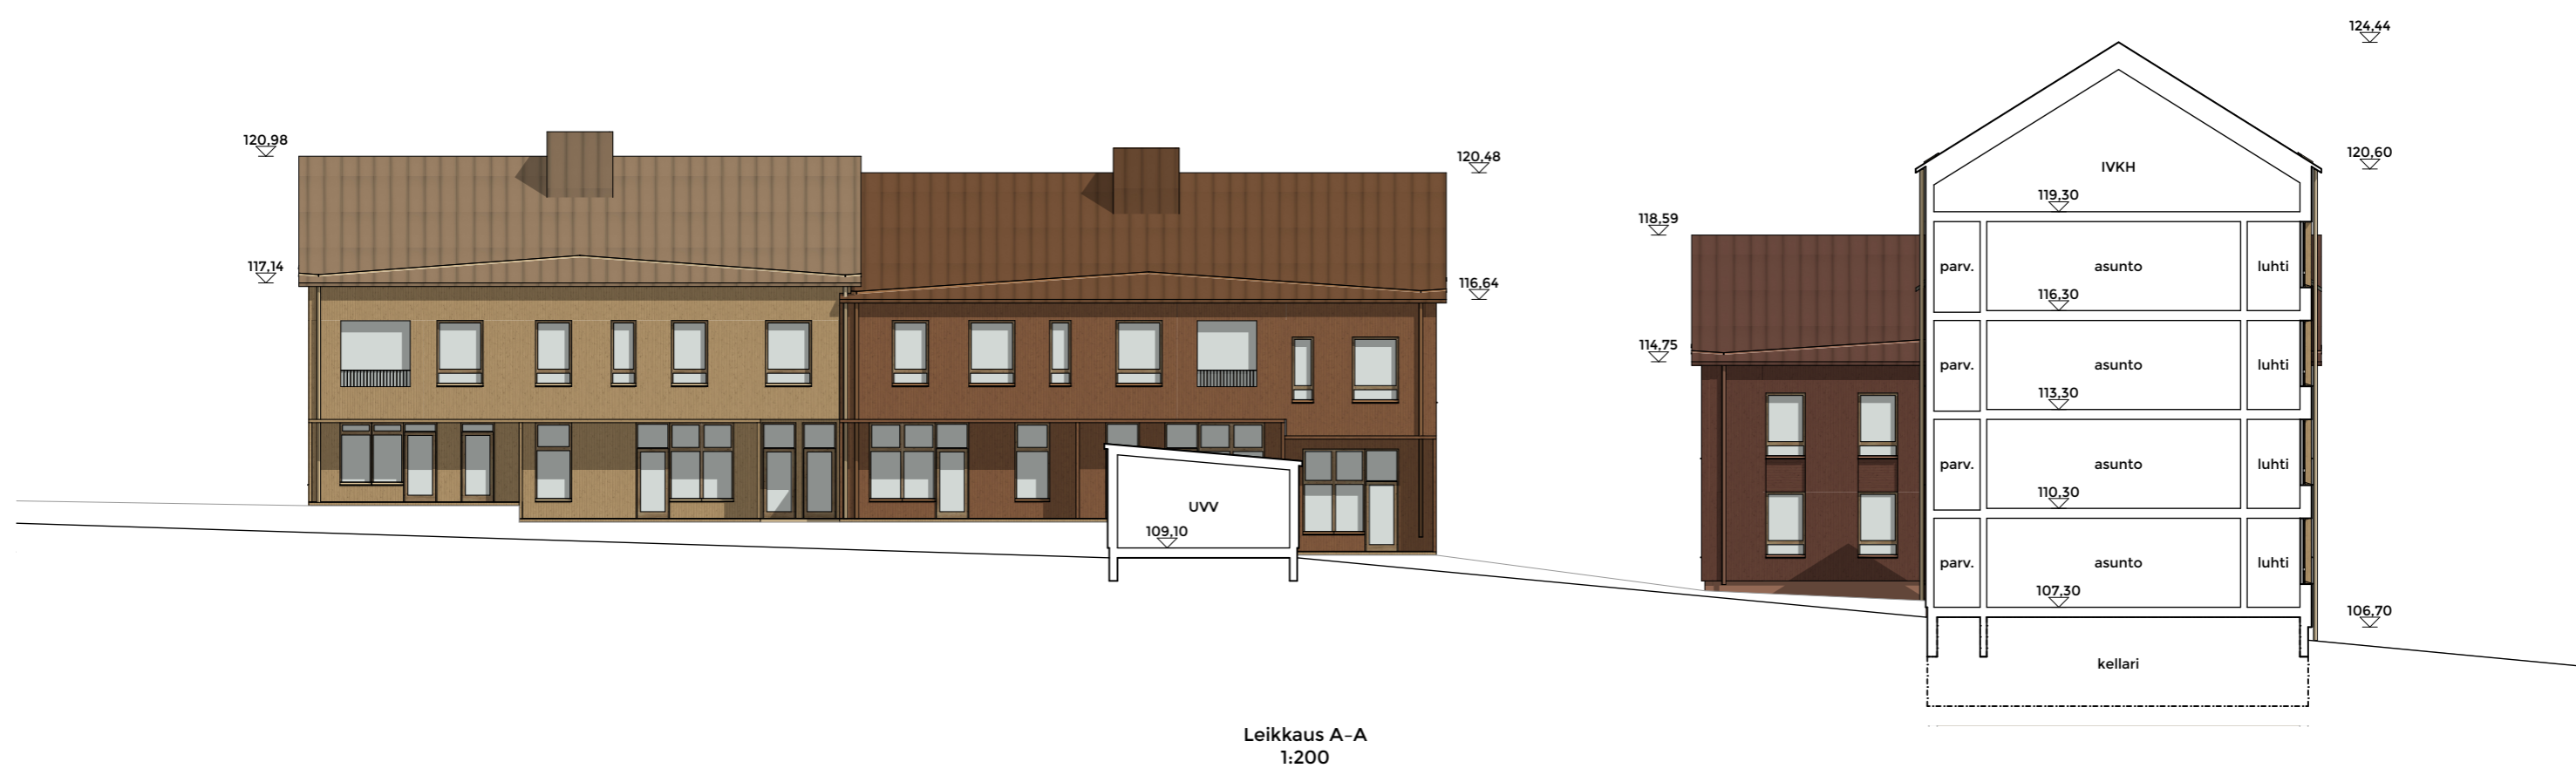 124,44
120,98
120,48
120,60
IVKH
119,30
118,59
117,14
116,64
parv.
asunto
luhti
116,30
114,75
parv.
asunto
luhti
113,30
parv.
asunto
luhti
110,30
UVV
109,10
parv.
asunto
luhti
107,30
106,70
kellari
Leikkaus A–A
1:200